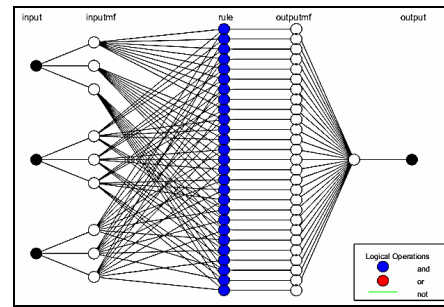 input inputmf rule outputmf output
Logical Operations
and
or
not